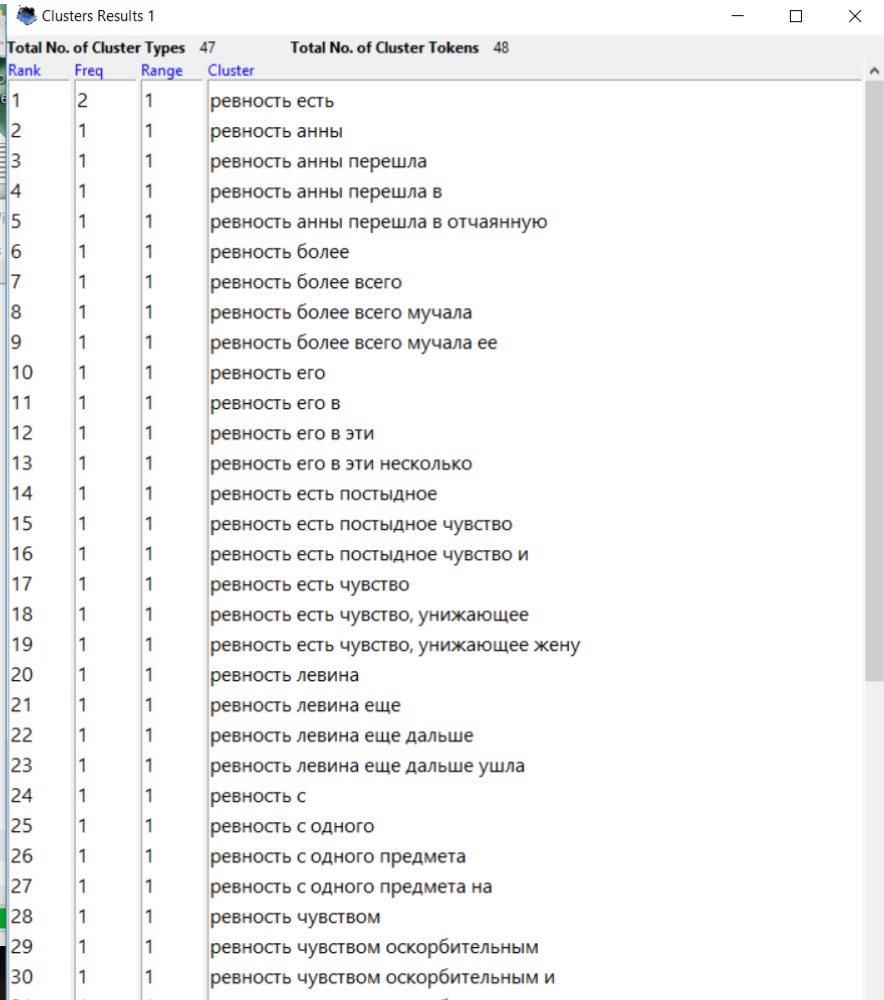 Clusters Results 1
Total No. of Cluster Types 47 Total No. of Cluster Tokens 48
Rank Freq Range Cluster
1 2 1 ревность есть
2 1 1 ревность анны
3 1 1 ревность анны перешла
4 1 1 ревность анны перешла в
5 1 1 ревность анны перешла в отчаянную
6 1 1 ревность более
7 1 1 ревность более всего
8 1 1 ревность более всего мучала
9 1 1 ревность более всего мучала ее
10 1 1 ревность его
11 1 1 ревность его в
12 1 1 ревность его в эти
13 1 1 ревность его в эти несколько
14 1 1 ревность есть постыдное
15 1 1 ревность есть постыдное чувство
16 1 1 ревность есть постыдное чувство и
17 1 1 ревность есть чувство
18 1 1 ревность есть чувство, унижающее
19 1 1 ревность есть чувство, унижающее жену
20 1 1 ревность левина
21 1 1 ревность левина еще
22 1 1 ревность левина еще дальше
23 1 1 ревность левина еще дальше ушла
24 1 1 ревность с
25 1 1 ревность с одного
26 1 1 ревность с одного предмета
27 1 1 ревность с одного предмета на
28 1 1 ревность чувством
29 1 1 ревность чувством оскорбительным
30 1 1 ревность чувством оскорбительным и